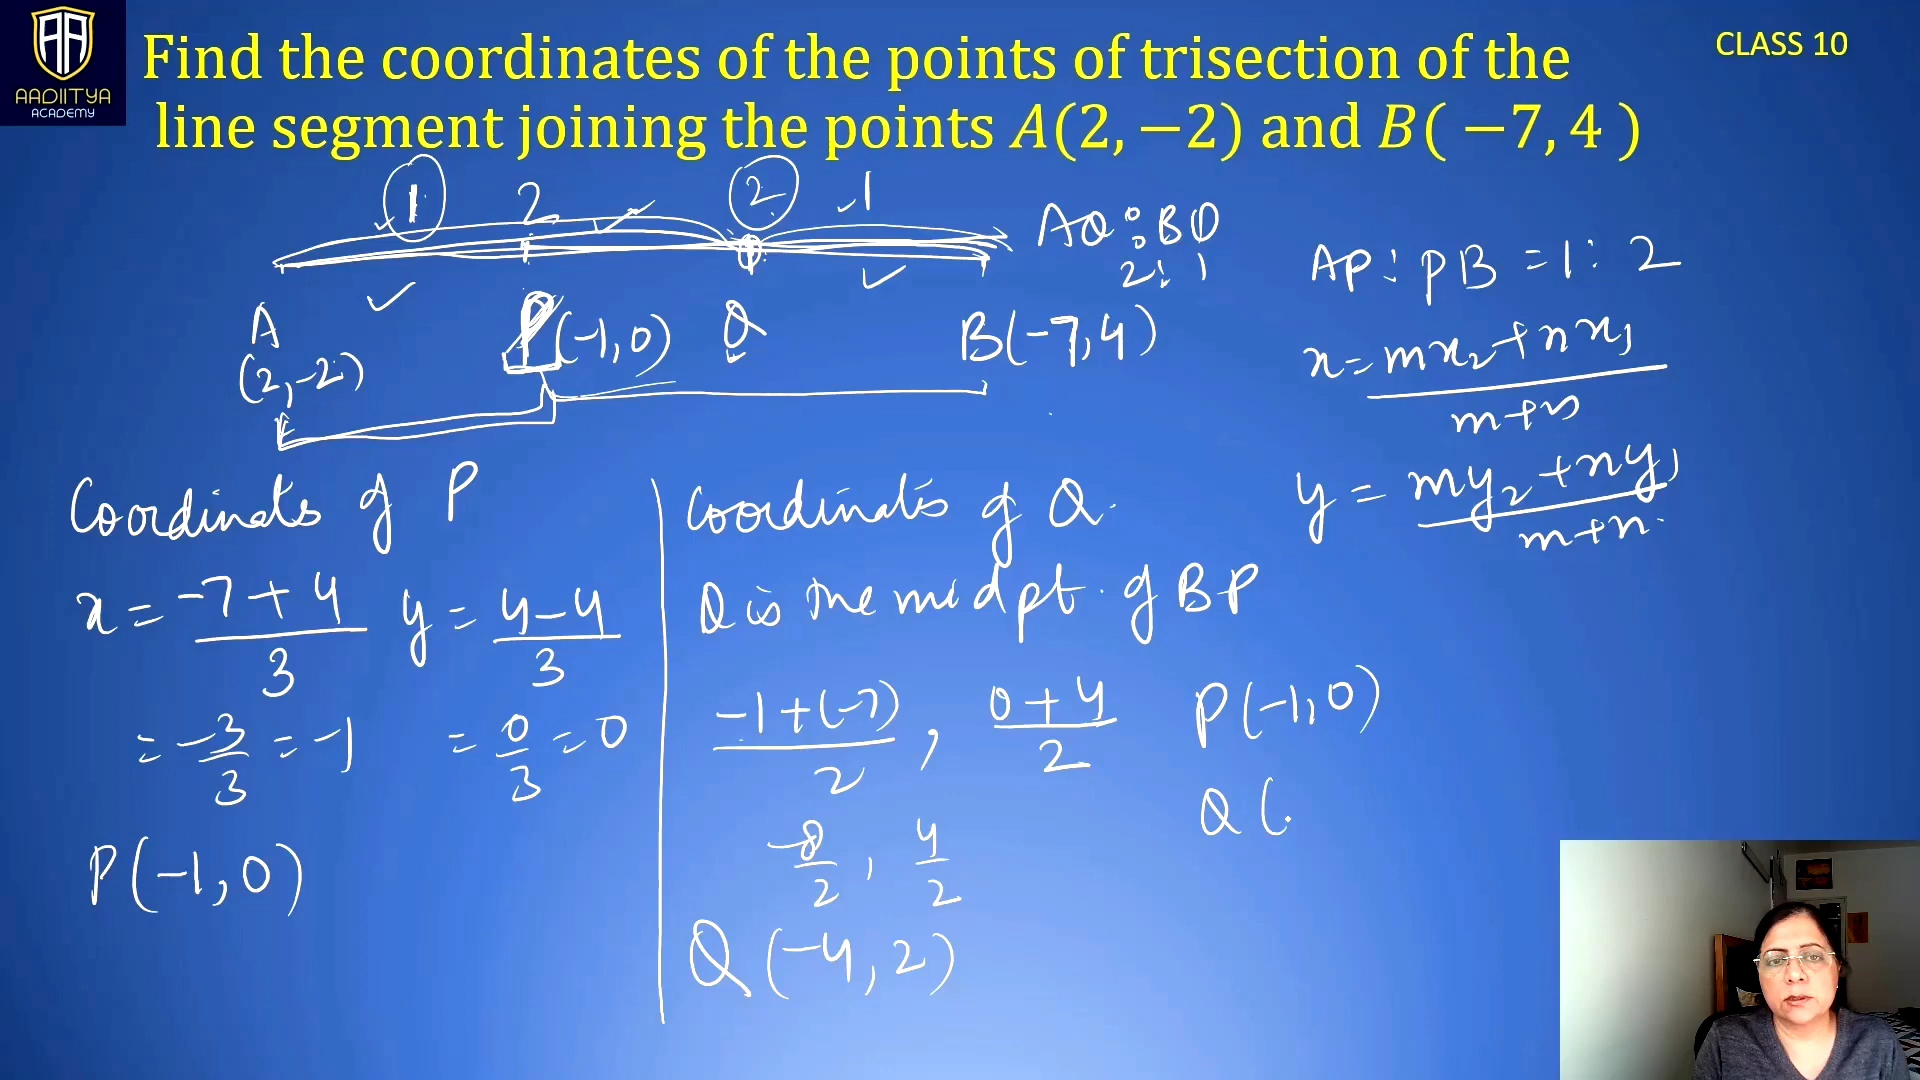 AADIITYA
ACADEMY
CLASS 10
Find the coordinates of the points of trisection of the
line segment joining the points A(2, −2) and B( −7, 4 )
1 2 2 1
AQ : BQ
2 : 1
A P(-1,0) Q B(-7,4)
(2,-2)
AP : PB = 1 : 2
x = mx₂ + nx₁
m+n
y = my₂ + ny₁
m+n
Coordinates of P
x = -7+4 y = 4-4
3 3
= -3 = -1 = 0 = 0
3 3
P(-1,0)
Coordinates of Q.
Q is the mid pt. of BP
-1+(-7) , 0+4
2 2
-8 , 4
2 2
Q (-4,2)
P(-1,0)
Q (